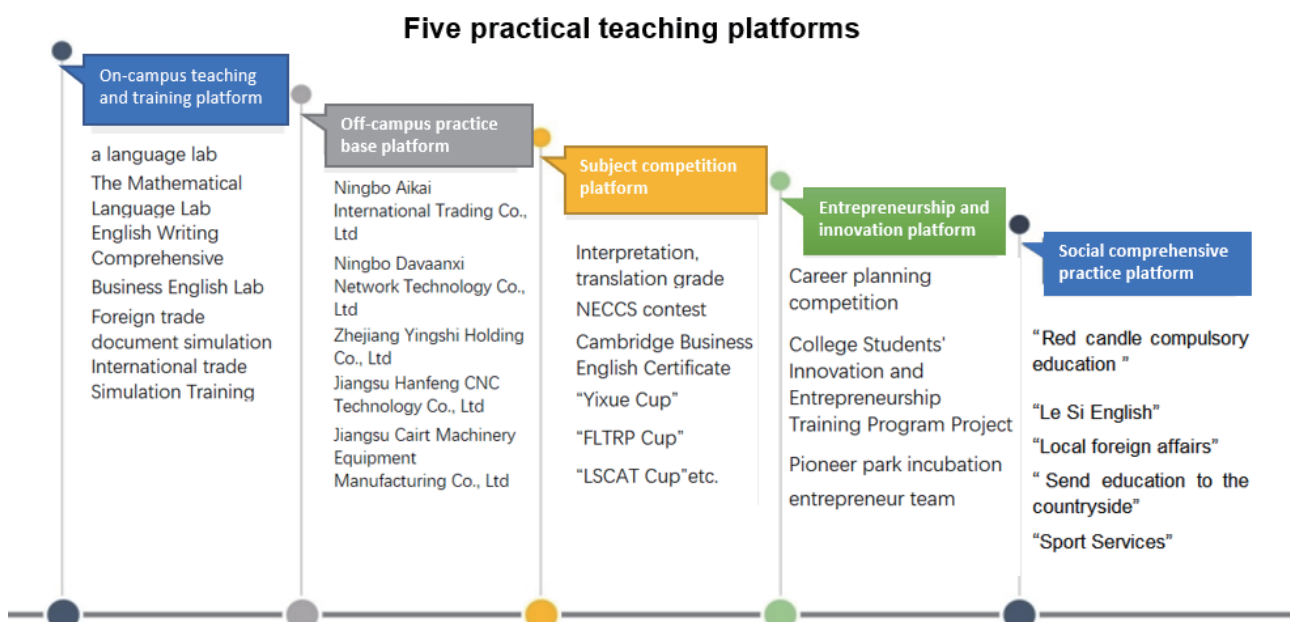 Five practical teaching platforms
On-campus teaching
and training platform
a language lab
The Mathematical
Language Lab
English Writing
Comprehensive
Business English Lab
Foreign trade
document simulation
International trade
Simulation Training
Off-campus practice
base platform
Ningbo Aikai
International Trading Co.,
Ltd
Ningbo Davaanxi
Network Technology Co.,
Ltd
Zhejiang Yingshi Holding
Co., Ltd
Jiangsu Hanfeng CNC
Technology Co., Ltd
Jiangsu Cairt Machinery
Equipment
Manufacturing Co., Ltd
Subject competition
platform
Interpretation,
translation grade
NECCS contest
Cambridge Business
English Certificate
“Yixue Cup”
“FLTRP Cup”
“LSCAT Cup”etc.
Entrepreneurship and
innovation platform
Career planning
competition
College Students'
Innovation and
Entrepreneurship
Training Program Project
Pioneer park incubation
entrepreneur team
Social comprehensive
practice platform
“Red candle compulsory
education ”
“Le Si English”
“Local foreign affairs”
“ Send education to the
countryside”
“Sport Services”